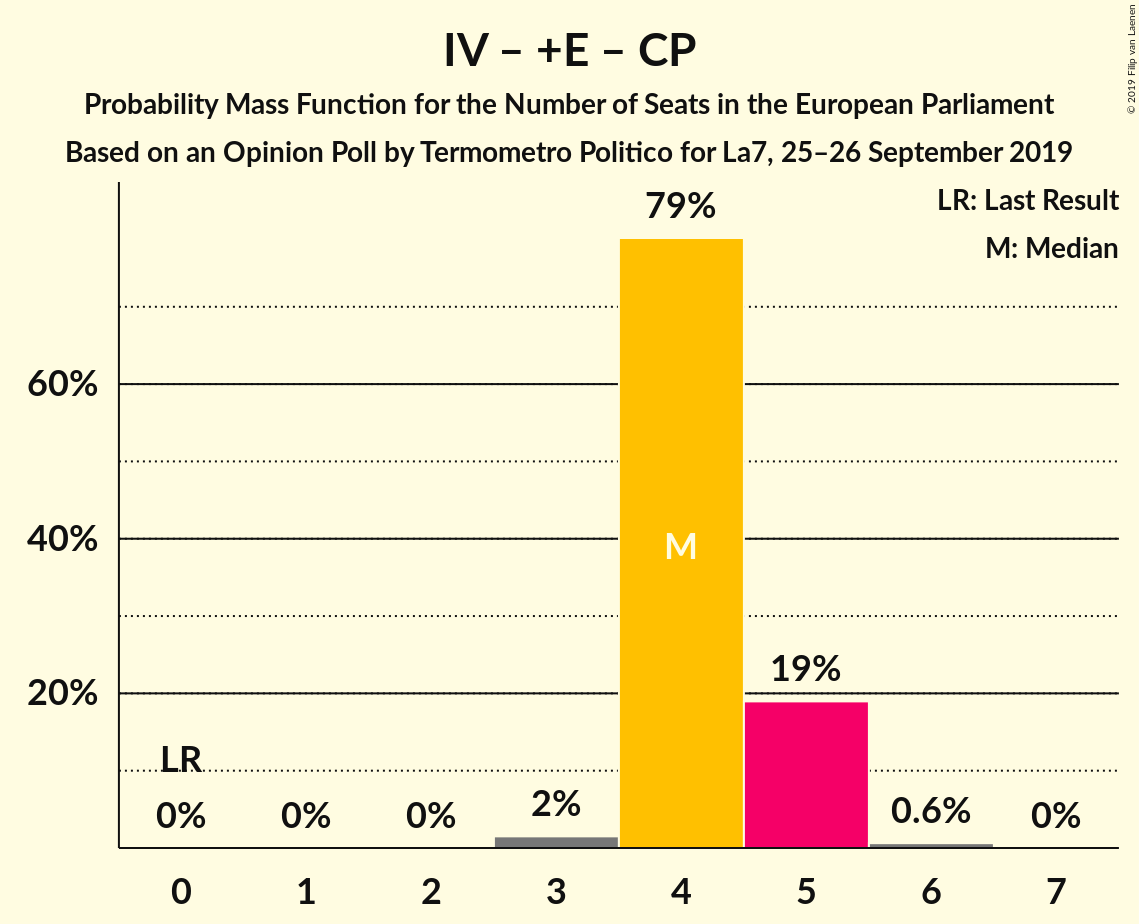 IV – +E – CP
Probability Mass Function for the Number of Seats in the European Parliament
Based on an Opinion Poll by Termometro Politico for La7, 25–26 September 2019
© 2019 Filip van Laenen
LR: Last Result
M: Median
79%
60%
40%
M
19%
20%
LR
0%
0%
0%
2%
0.6%
0%
0
1
2
3
4
5
6
7